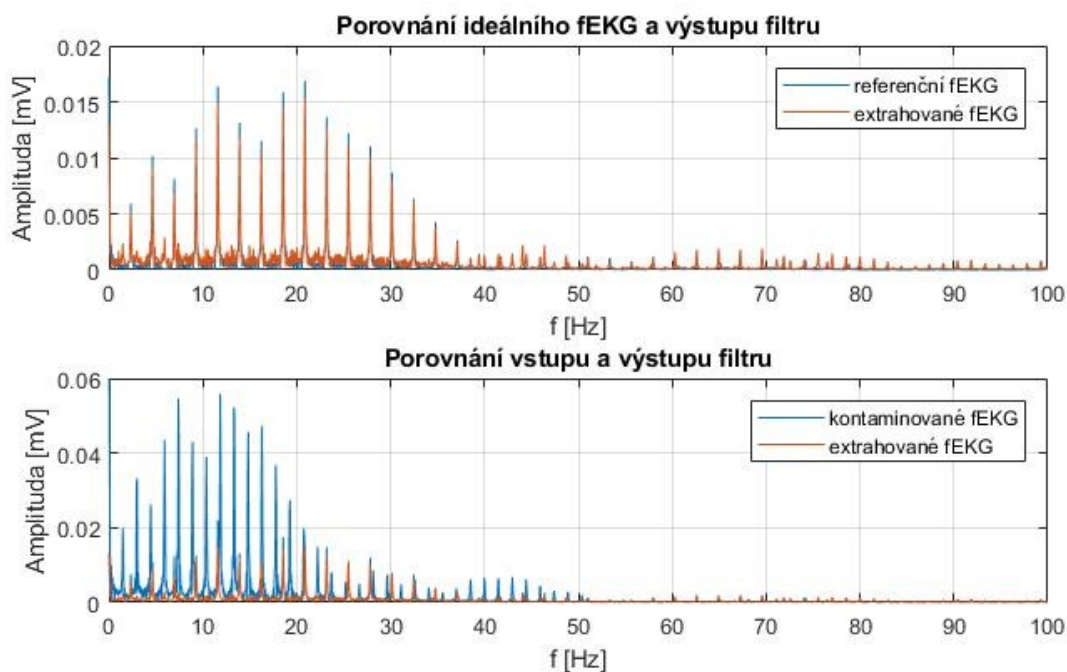 Porovnání ideálního fEKG a výstupu filtru
0.02
0.015
0.01
0.005
0
Amplituda [mV]
referenční fEKG
extrahované fEKG
0 10 20 30 40 50 60 70 80 90 100
f [Hz]
Porovnání vstupu a výstupu filtru
0.06
0.04
0.02
0
Amplituda [mV]
kontaminované fEKG
extrahované fEKG
0 10 20 30 40 50 60 70 80 90 100
f [Hz]